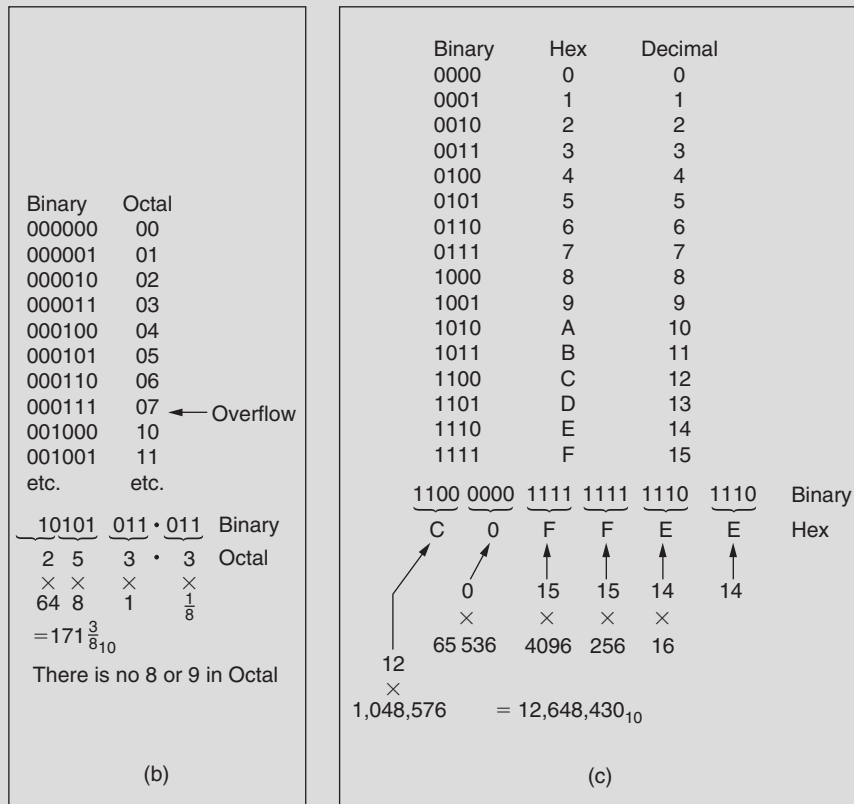 Binary Octal
000000 00
000001 01
000010 02
000011 03
000100 04
000101 05
000110 06
000111 07 Overflow
001000 10
001001 11
etc. etc.
10101 011 · 011 Binary
2 5 3 · 3 Octal
× × × ×
64 8 1 1/8
=171 3/8 10
There is no 8 or 9 in Octal
(b)
Binary Hex Decimal
0000 0 0
0001 1 1
0010 2 2
0011 3 3
0100 4 4
0101 5 5
0110 6 6
0111 7 7
1000 8 8
1001 9 9
1010 A 10
1011 B 11
1100 C 12
1101 D 13
1110 E 14
1111 F 15
1100 0000 1111 1111 1110 1110 Binary
C 0 F F E E Hex
0 15 15 14 14
× × × ×
65 536 4096 256 16
12
×
1,048,576 = 12,648,430 10
(c)